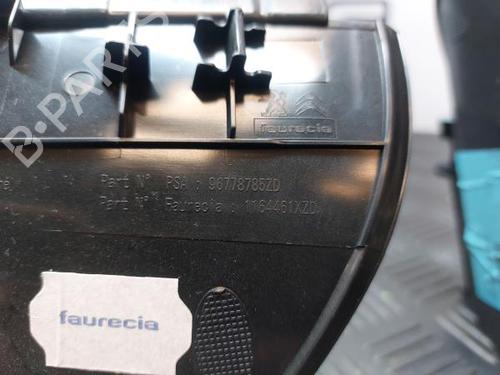 faurecia
Part N° PSA : 96778785ZD
Part N° Faurecia : 1164461XZD
faurecia
B-PARTS